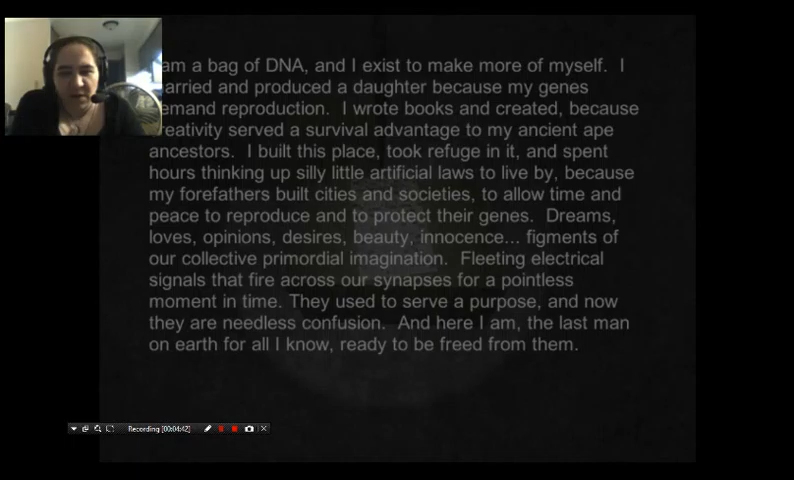 am a bag of DNA, and I exist to make more of myself.  I
arried and produced a daughter because my genes
emand reproduction.  I wrote books and created, because
reativity served a survival advantage to my ancient ape
ancestors.  I built this place, took refuge in it, and spent
hours thinking up silly little artificial laws to live by, because
my forefathers built cities and societies, to allow time and
peace to reproduce and to protect their genes.  Dreams,
loves, opinions, desires, beauty, innocence... figments of
our collective primordial imagination.  Fleeting electrical
signals that fire across our synapses for a pointless
moment in time. They used to serve a purpose, and now
they are needless confusion.  And here I am, the last man
on earth for all I know, ready to be freed from them.
Recording [00:04:42]